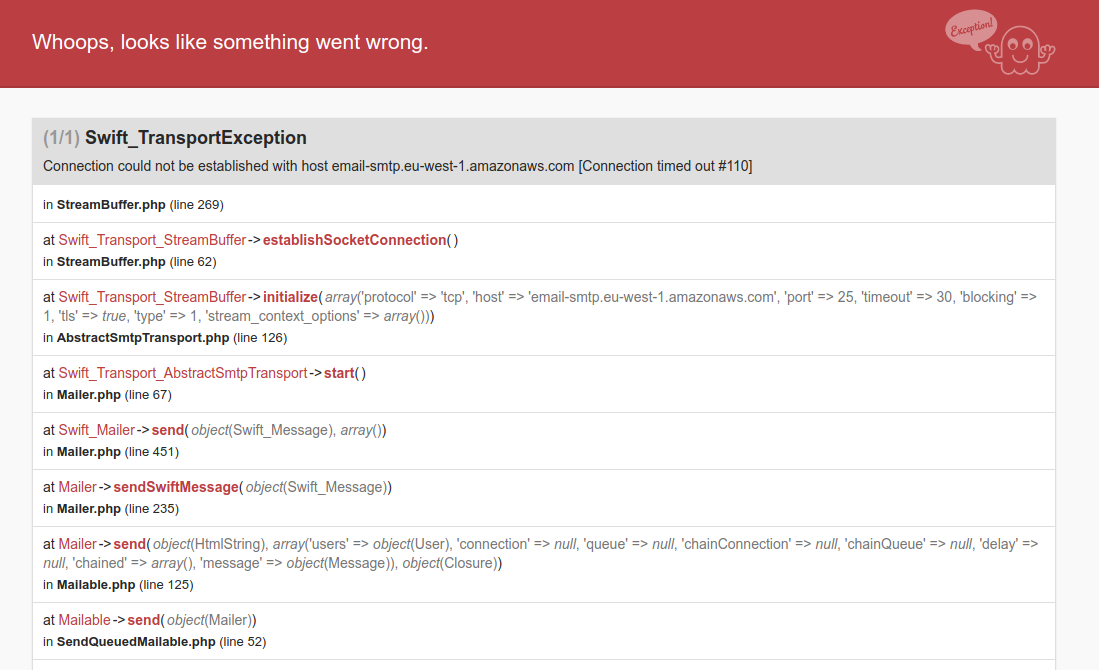 Whoops, looks like something went wrong.
Exception!
(1/1) Swift_TransportException
Connection could not be established with host email-smtp.eu-west-1.amazonaws.com [Connection timed out #110]
in StreamBuffer.php (line 269)
at Swift_Transport_StreamBuffer->establishSocketConnection()
in StreamBuffer.php (line 62)
at Swift_Transport_StreamBuffer->initialize(array('protocol' => 'tcp', 'host' => 'email-smtp.eu-west-1.amazonaws.com', 'port' => 25, 'timeout' => 30, 'blocking' =>
1, 'tls' => true, 'type' => 1, 'stream_context_options' => array()))
in AbstractSmtpTransport.php (line 126)
at Swift_Transport_AbstractSmtpTransport->start()
in Mailer.php (line 67)
at Swift_Mailer->send(object(Swift_Message), array())
in Mailer.php (line 451)
at Mailer->sendSwiftMessage(object(Swift_Message))
in Mailer.php (line 235)
at Mailer->send(object(HtmlString), array('users' => object(User), 'connection' => null, 'queue' => null, 'chainConnection' => null, 'chainQueue' => null, 'delay' =>
null, 'chained' => array(), 'message' => object(Message)), object(Closure))
in Mailable.php (line 125)
at Mailable->send(object(Mailer))
in SendQueuedMailable.php (line 52)